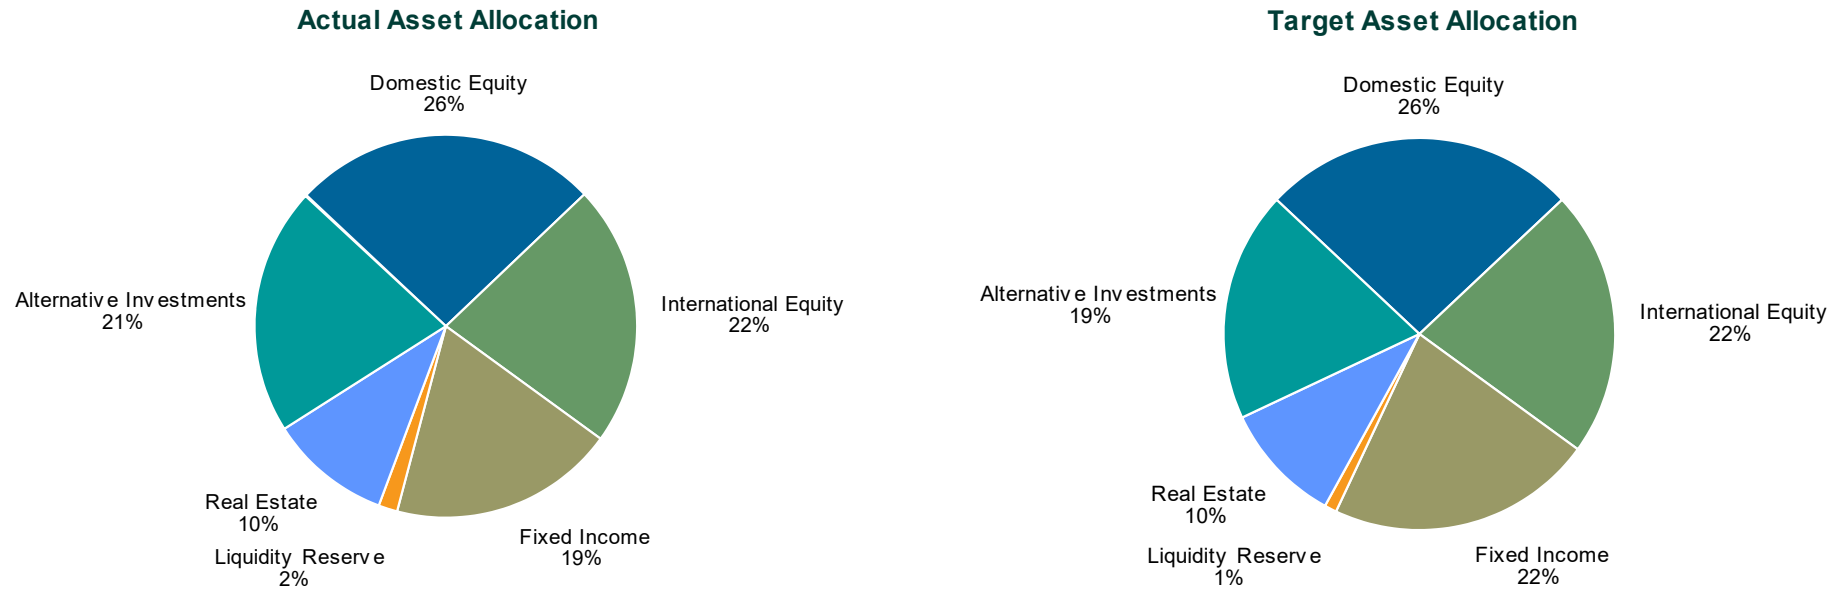 Actual Asset Allocation
Domestic Equity
26%
International Equity
22%
Alternative Investments
21%
Real Estate
10%
Liquidity Reserve
2%
Fixed Income
19%
Target Asset Allocation
Domestic Equity
26%
International Equity
22%
Alternative Investments
19%
Real Estate
10%
Liquidity Reserve
1%
Fixed Income
22%